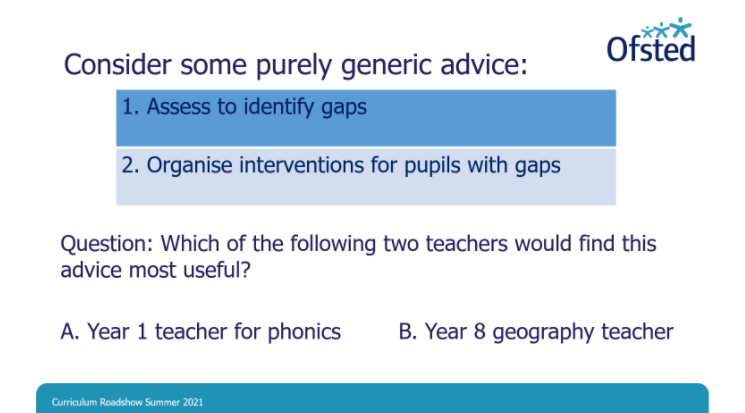 Ofsted
Consider some purely generic advice:
1. Assess to identify gaps
2. Organise interventions for pupils with gaps
Question: Which of the following two teachers would find this
advice most useful?
A. Year 1 teacher for phonics
B. Year 8 geography teacher
Curriculum Roadshow Summer 2021